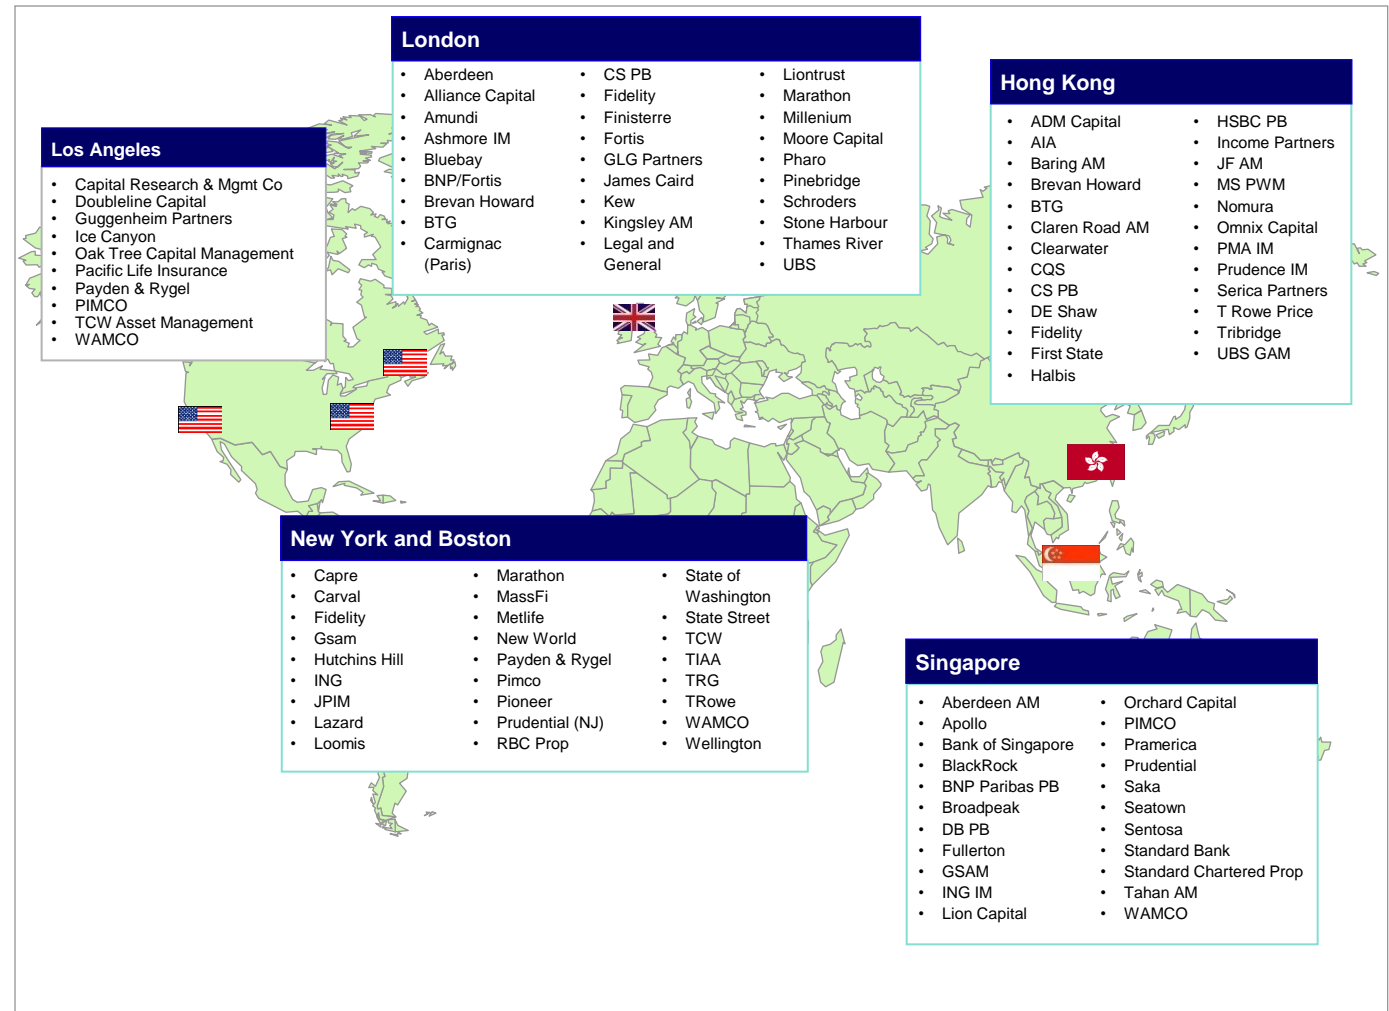 London
• Aberdeen
• Alliance Capital
• Amundi
• Ashmore IM
• Bluebay
• BNP/Fortis
• Brevan Howard
• BTG
• Carmignac
(Paris)
• CS PB
• Fidelity
• Finisterre
• Fortis
• GLG Partners
• James Caird
• Kew
• Kingsley AM
• Legal and
General
• Liontrust
• Marathon
• Millenium
• Moore Capital
• Pharo
• Pinebridge
• Schroders
• Stone Harbour
• Thames River
• UBS
Hong Kong
• ADM Capital
• AIA
• Baring AM
• Brevan Howard
• BTG
• Claren Road AM
• Clearwater
• CQS
• CS PB
• DE Shaw
• Fidelity
• First State
• Halbis
• HSBC PB
• Income Partners
• JF AM
• MS PWM
• Nomura
• Omnix Capital
• PMA IM
• Prudence IM
• Serica Partners
• T Rowe Price
• Tribridge
• UBS GAM
Los Angeles
• Capital Research & Mgmt Co
• Doubleline Capital
• Guggenheim Partners
• Ice Canyon
• Oak Tree Capital Management
• Pacific Life Insurance
• Payden & Rygel
• PIMCO
• TCW Asset Management
• WAMCO
New York and Boston
• Capre
• Carval
• Fidelity
• Gsam
• Hutchins Hill
• ING
• JPIM
• Lazard
• Loomis
• Marathon
• MassFi
• Metlife
• New World
• Payden & Rygel
• Pimco
• Pioneer
• Prudential (NJ)
• RBC Prop
• State of
Washington
• State Street
• TCW
• TIAA
• TRG
• TRowe
• WAMCO
• Wellington
Singapore
• Aberdeen AM
• Apollo
• Bank of Singapore
• BlackRock
• BNP Paribas PB
• Broadpeak
• DB PB
• Fullerton
• GSAM
• ING IM
• Lion Capital
• Orchard Capital
• PIMCO
• Pramerica
• Prudential
• Saka
• Seatown
• Sentosa
• Standard Bank
• Standard Chartered Prop
• Tahan AM
• WAMCO